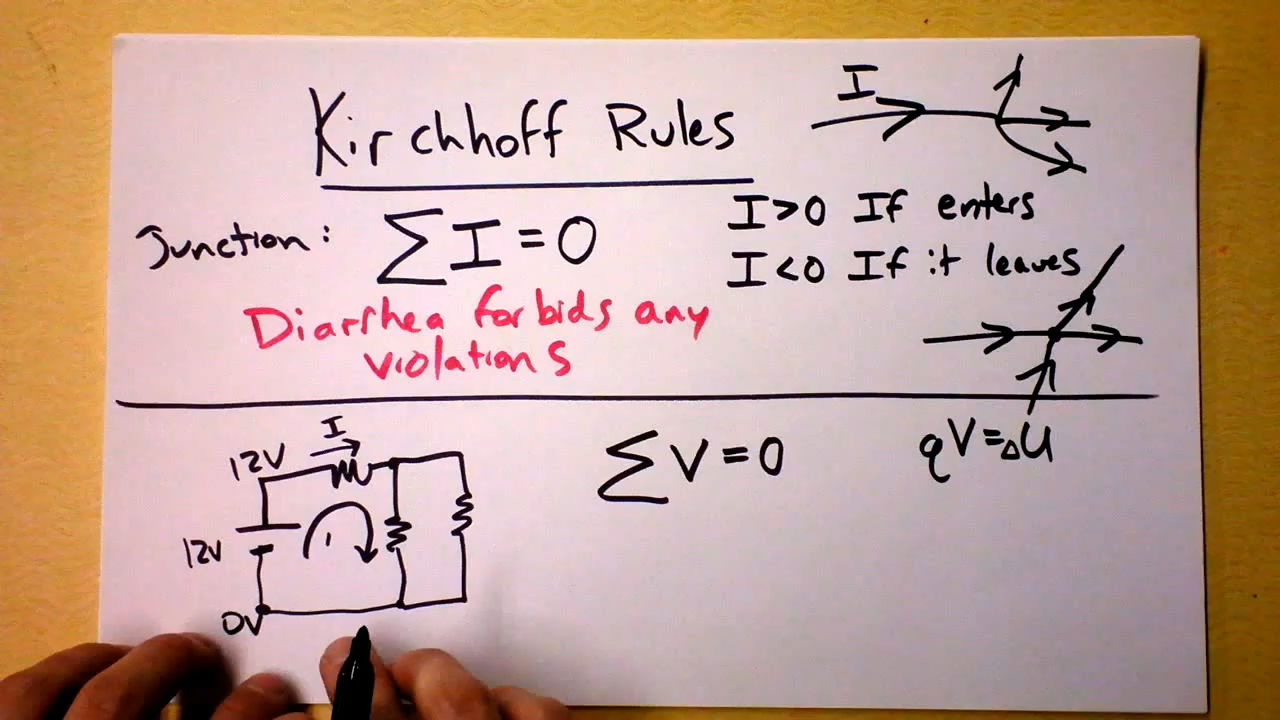 Kirchhoff Rules
I
Junction: ∑I=0
I>0 If enters
I<0 If it leaves
Diarrhea forbids any
violations
I
12V
12V
0V
1
∑V=0
qV=ΔU